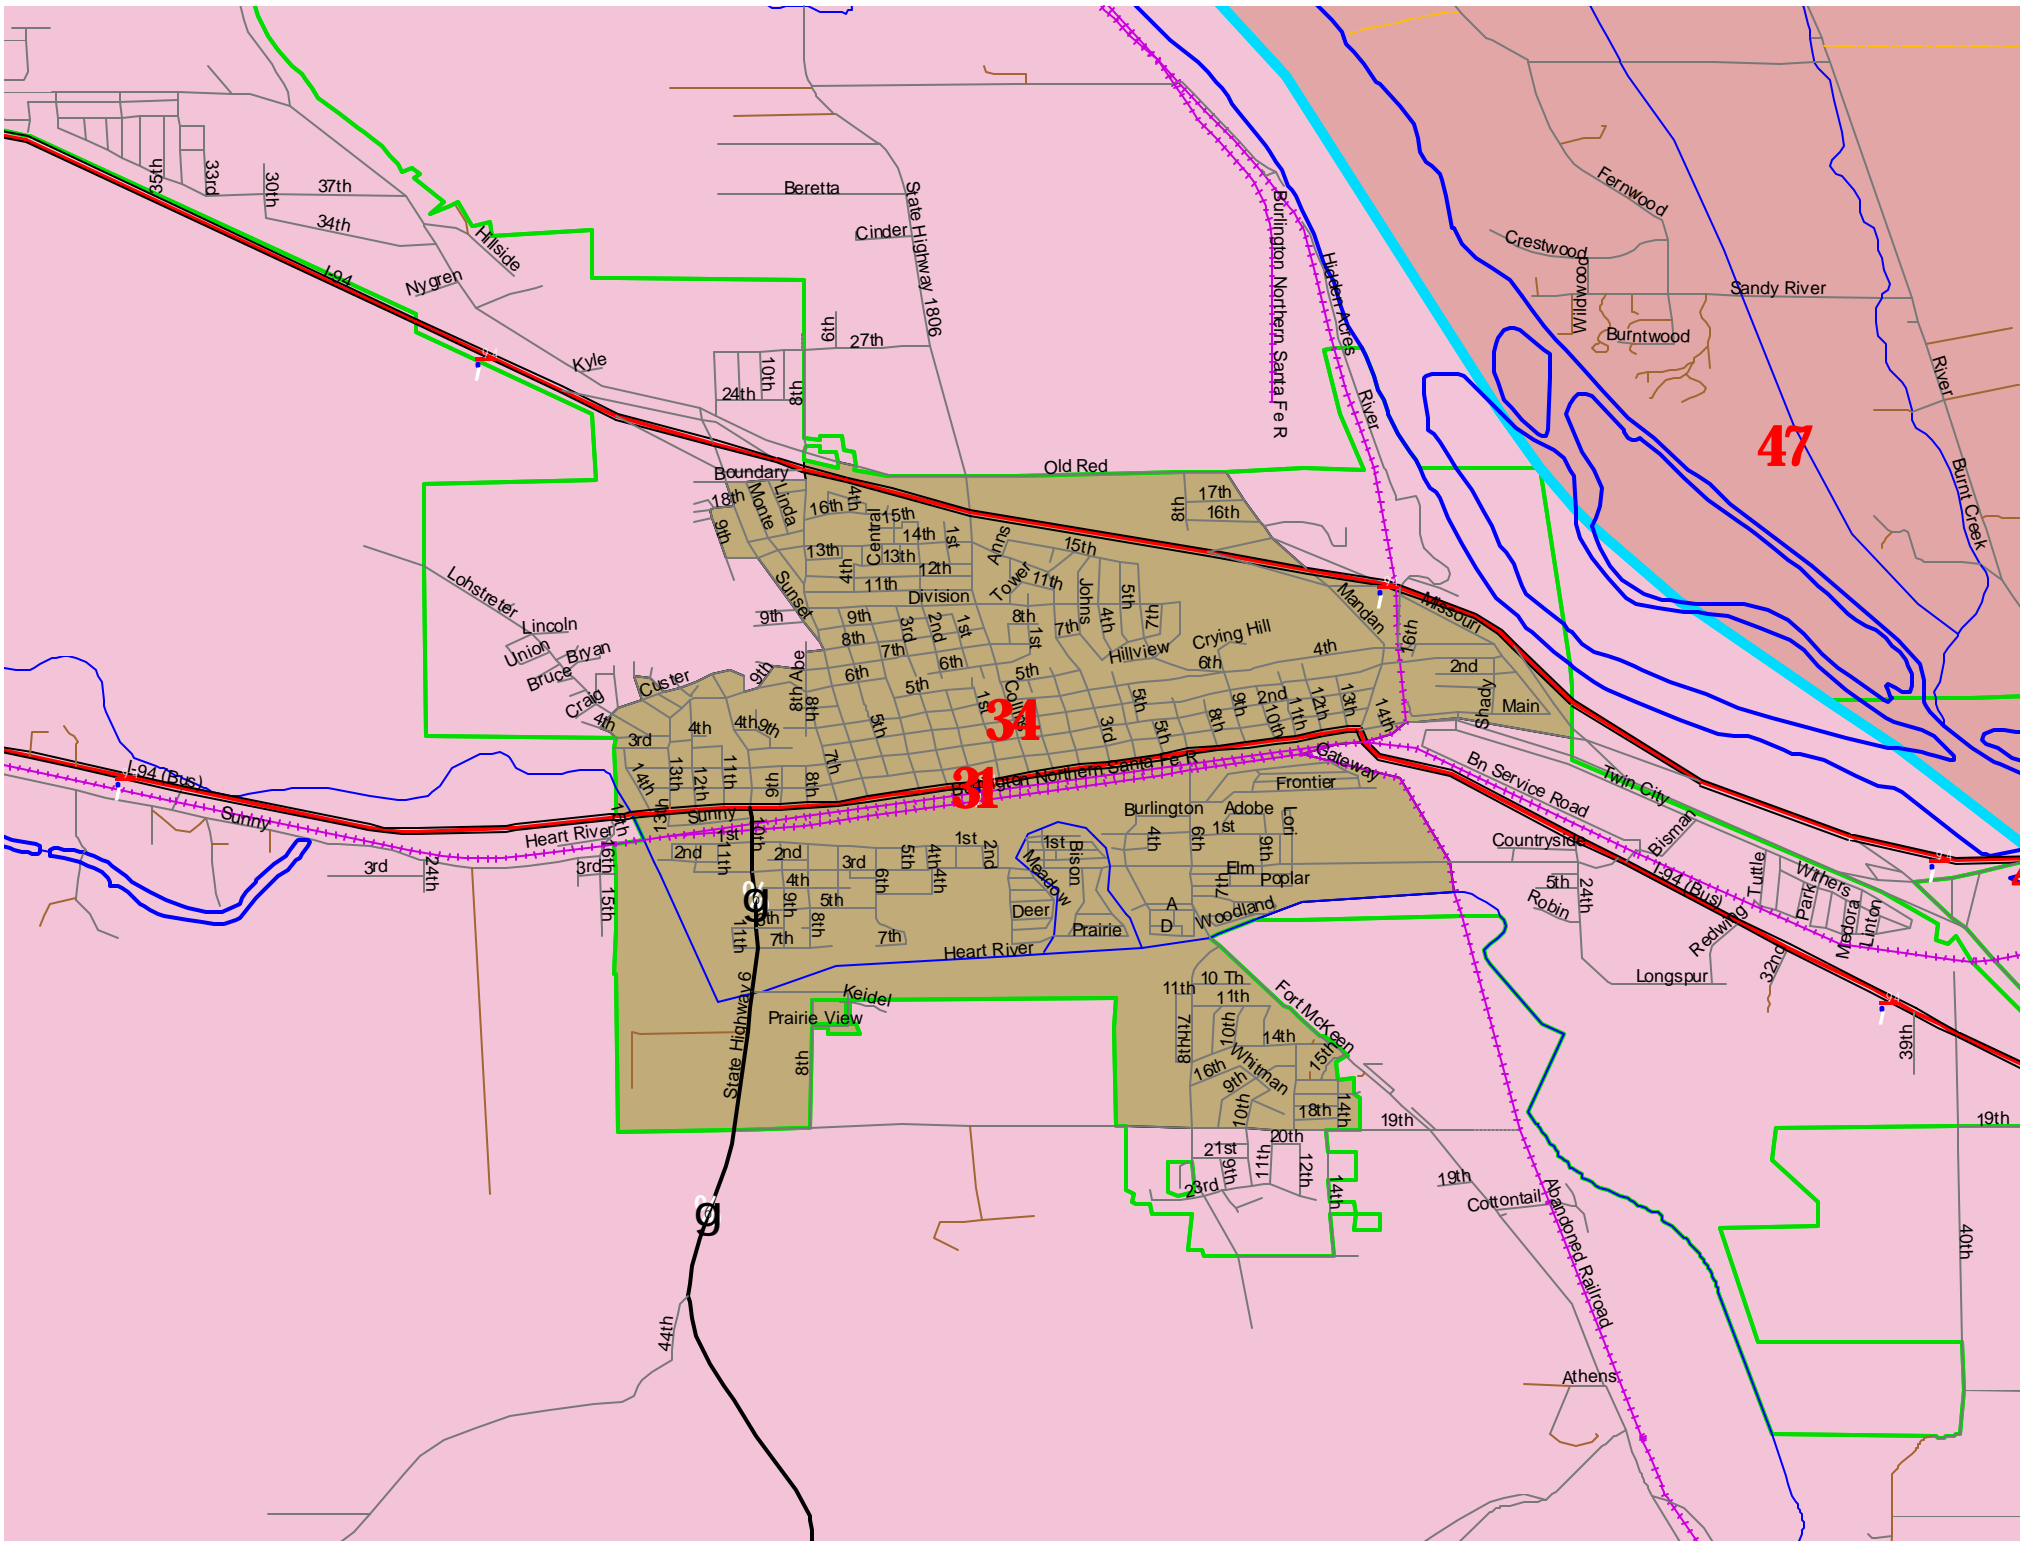 35th
33rd
30th
37th
34th
Hillside
I-94
Nygren
Kyle
Beretta
Cinder
State Highway 1806
Burlington Northern Santa Fe R
Hidden Acres
River
Fernwood
Crestwood
Wildwood
Sandy River
Burntwood
River
Burnt Creek
47
19th
27th
10th
8th
24th
Boundary
Old Red
18th
Monte
Linda
9th
16th
4th
Central
15th
14th
1st
13th
13th
4th
12th
11th
Division
Anns
15th
Tower
11th
Johns
5th
4th
7th
8th
17th
16th
Mandan
Missouri
16th
Sunset
9th
9th
8th
3rd
2nd
1st
7th
6th
6th
8th
1st
7th
Hillview
Crying Hill
6th
4th
2nd
Shady
Main
Lohstreter
Lincoln
Union
Bryan
Bruce
Craig
Custer
9th
8th Abe
8th
4th
3rd
4th
4th
9th
5th
5th
1st
Collins
5th
34
3rd
5th
5th
8th
9th
2nd
10th
11th
12th
13th
14th
14th
13th
12th
11th
9th
8th
7th
31
Gateway
Frontier
Bn Service Road
Twin City
I-94 (Bus)
Sunny
Heart River
15th
13th
Sunny
10th
1st
11th
2nd
2nd
3rd
4th
5th
9th
8th
6th
5th
4th
4th
1st
2nd
1st
Bison
Meadow
Deer
Prairie
Burlington
Adobe
Lori
4th
6th
1st
9th
Elm
Poplar
7th
A
D
Woodland
3rd
24th
3rd
16th
15th
11th
7th
7th
Heart River
Countryside
Bisman
I-94 (Bus)
5th
24th
Robin
Tuttle
Withers
Park
Medora
Linton
Redwing
32nd
Longspur
39th
State Highway 6
Keidel
Prairie View
8th
10 Th
11th
11th
7th
8th
10th
14th
Fort McKeen
15th
Whitman
16th
9th
10th
18th
14th
19th
20th
21st
9th
11th
12th
23rd
14th
19th
Cottontail
Abandoned Railroad
19th
40th
44th
Athens